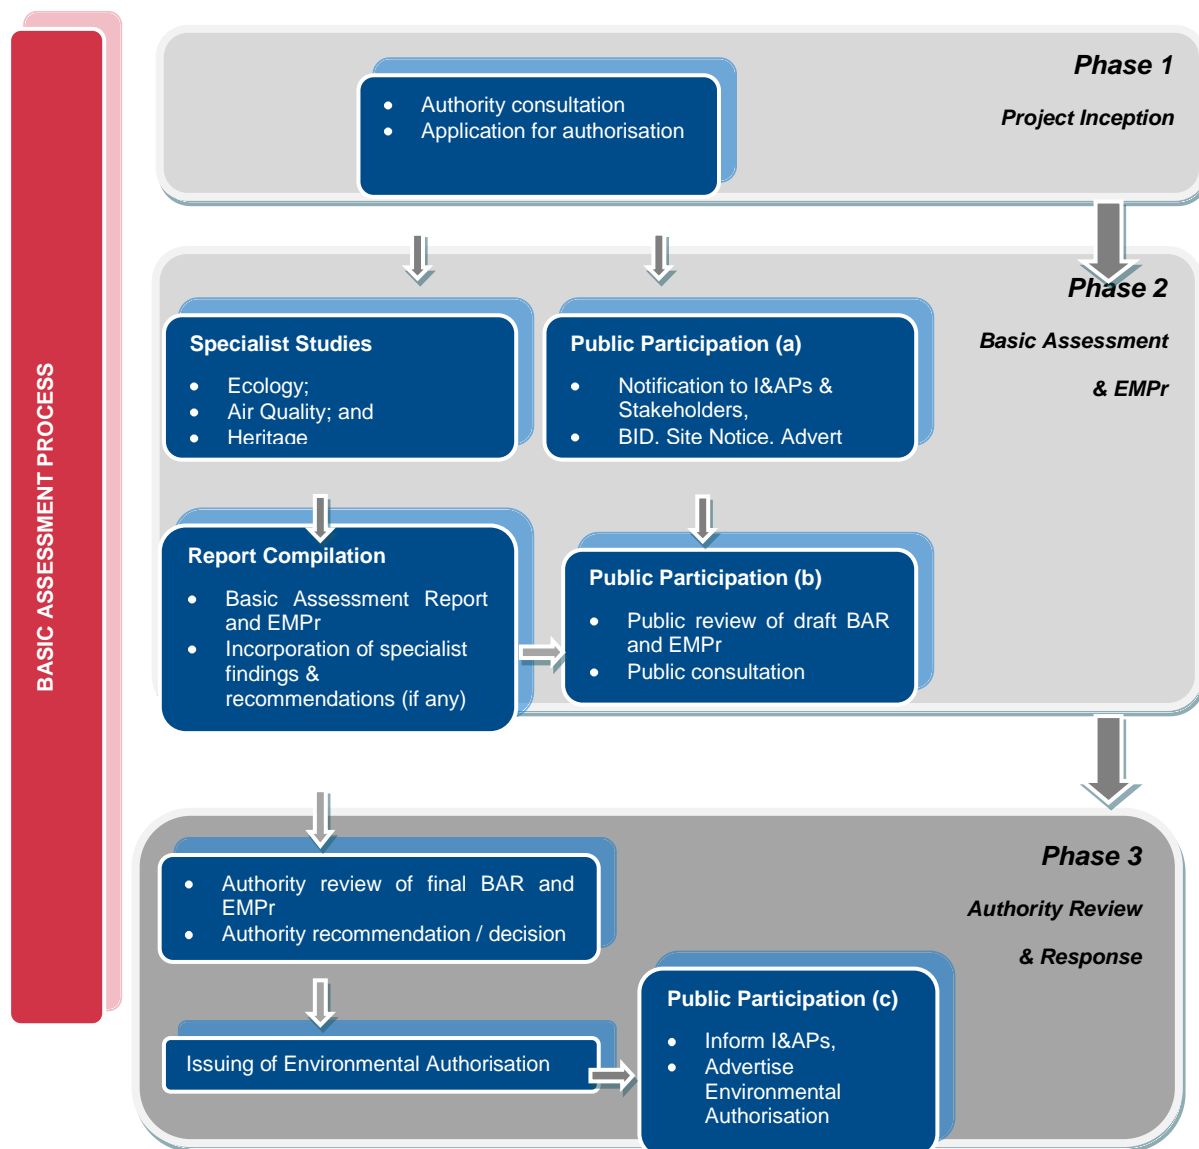 BASIC ASSESSMENT PROCESS
Phase 1
Project Inception
• Authority consultation
• Application for authorisation
Phase 2
Basic Assessment
& EMPr
Specialist Studies
• Ecology;
• Air Quality; and
• Heritage
Public Participation (a)
• Notification to I&APs &
Stakeholders,
• BID. Site Notice. Advert
Report Compilation
• Basic Assessment Report
and EMPr
• Incorporation of specialist
findings &
recommendations (if any)
Public Participation (b)
• Public review of draft BAR
and EMPr
• Public consultation
Phase 3
Authority Review
& Response
• Authority review of final BAR and
EMPr
• Authority recommendation / decision
Issuing of Environmental Authorisation
Public Participation (c)
• Inform I&APs,
• Advertise
Environmental
Authorisation